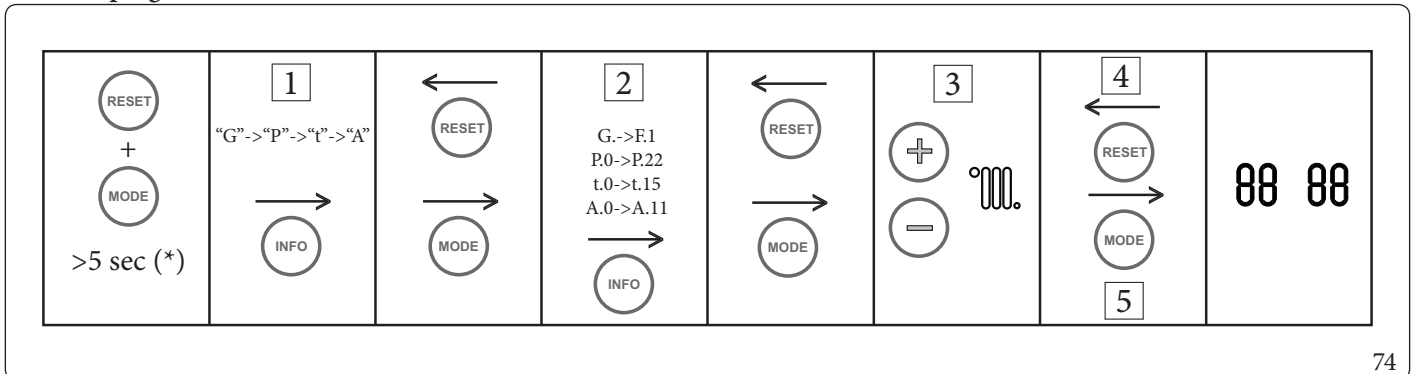 RESET
+
MODE
>5 sec (*)
1
“G”->“P”->“t”->“A”
INFO
RESET
MODE
2
G.->F.1
P.0->P.22
t.0->t.15
A.0->A.11
INFO
RESET
MODE
3
+
−
4
RESET
MODE
5
88 88
74